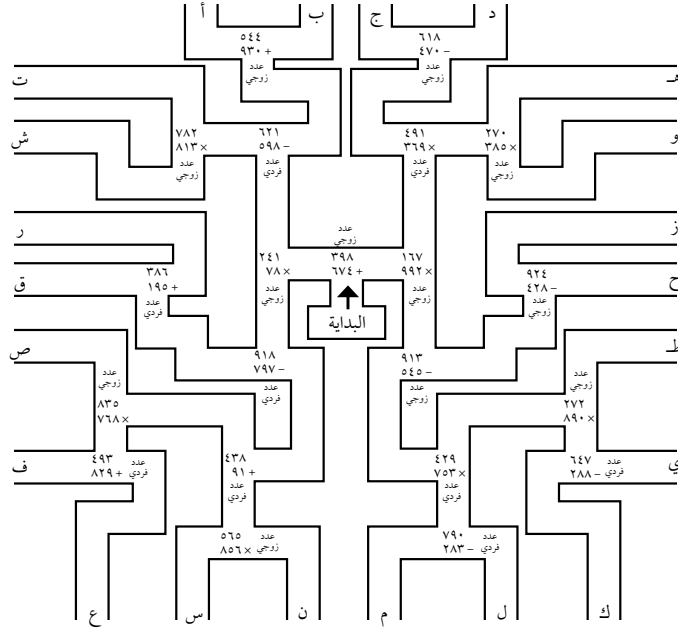 أ ب ج د
٥٤٤
٩٣٠ +
عدد
زوجي
٦١٨
٤٧٠ −
عدد
زوجي
ت
هـ
٧٨٢
٨١٣ ×
عدد
زوجي
٦٢١
٥٩٨ −
عدد
فردي
٤٩١
٣٦٩ ×
عدد
فردي
٢٧٠
٣٨٥ ×
عدد
زوجي
ش
و
ر
ز
عدد
زوجي
٣٩٨
٦٧٤ +
٢٤١
٧٨ ×
عدد
زوجي
١٦٧
٩٩٢ ×
عدد
زوجي
٣٨٦
١٩٥ +
عدد
فردي
٩٢٤
٤٢٨ −
عدد
زوجي
ق
ح
البداية
ص
ظ
٩١٨
٧٩٧ −
عدد
فردي
٩١٣
٥٤٥ −
عدد
زوجي
عدد
زوجي
٨٣٥
٧٦٨ ×
عدد
زوجي
٢٧٢
٨٩٠ ×
ف
ي
٤٩٣
٨٢٩ +
عدد
فردي
٤٣٨
٩١ +
عدد
فردي
٤٢٩
٧٥٣ ×
عدد
فردي
٦٤٧
٢٨٨ −
عدد
فردي
٥٦٥
٨٥٦ ×
عدد
زوجي
٧٩٠
٢٨٣ −
عدد
فردي
ع س ن م ل ك